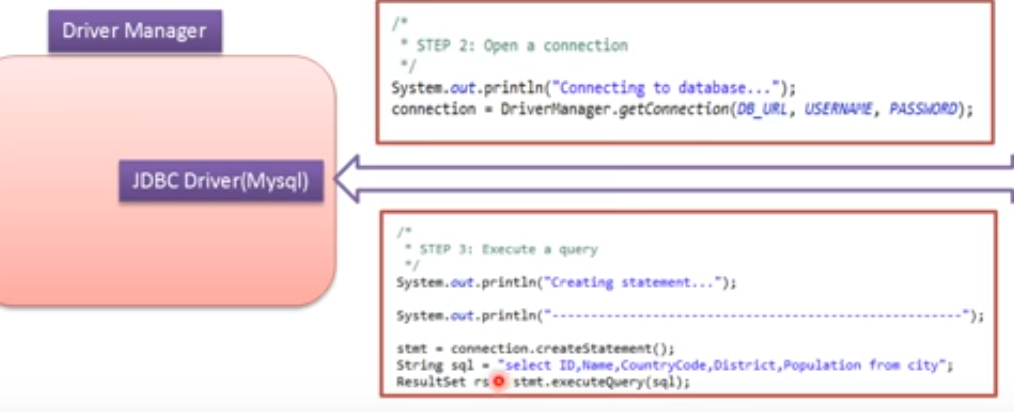 Driver Manager
JDBC Driver(Mysql)
/*
* STEP 2: Open a connection
*/
System.out.println("Connecting to database...");
connection = DriverManager.getConnection(DB_URL, USERNAME, PASSWORD);
/*
* STEP 3: Execute a query
*/
System.out.println("Creating statement...");
System.out.println("-----------------------------------------------------");
stmt = connection.createStatement();
String sql = "select ID,Name,CountryCode,District,Population from city";
ResultSet rs stmt.executeQuery(sql);